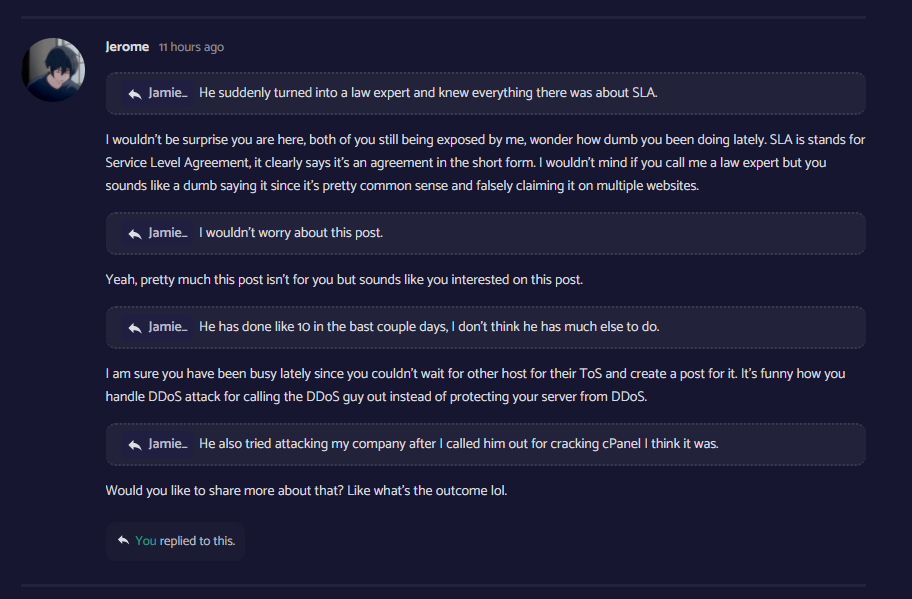 Jerome 11 hours ago
Jamie_ He suddenly turned into a law expert and knew everything there was about SLA.
I wouldn't be surprise you are here, both of you still being exposed by me, wonder how dumb you been doing lately. SLA is stands for
Service Level Agreement, it clearly says it's an agreement in the short form. I wouldn't mind if you call me a law expert but you
sounds like a dumb saying it since it's pretty common sense and falsely claiming it on multiple websites.
Jamie_ I wouldn't worry about this post.
Yeah, pretty much this post isn't for you but sounds like you interested on this post.
Jamie_ He has done like 10 in the bast couple days, I don't think he has much else to do.
I am sure you have been busy lately since you couldn't wait for other host for their ToS and create a post for it. It's funny how you
handle DDoS attack for calling the DDoS guy out instead of protecting your server from DDoS.
Jamie_ He also tried attacking my company after I called him out for cracking cPanel I think it was.
Would you like to share more about that? Like what's the outcome lol.
You replied to this.